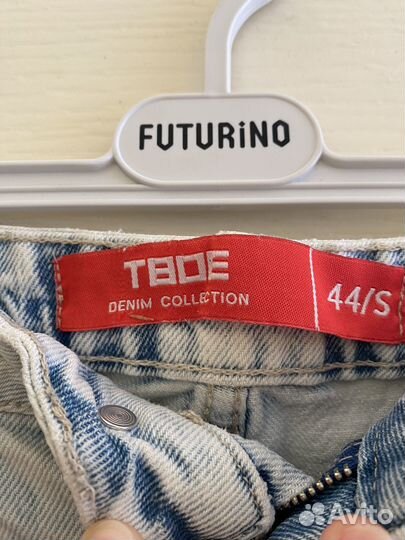 FUTURiNO
ТВОЕ
DENIM COLLECTION
44/S
Avito